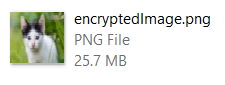 encryptedImage.png
PNG File
25.7 MB